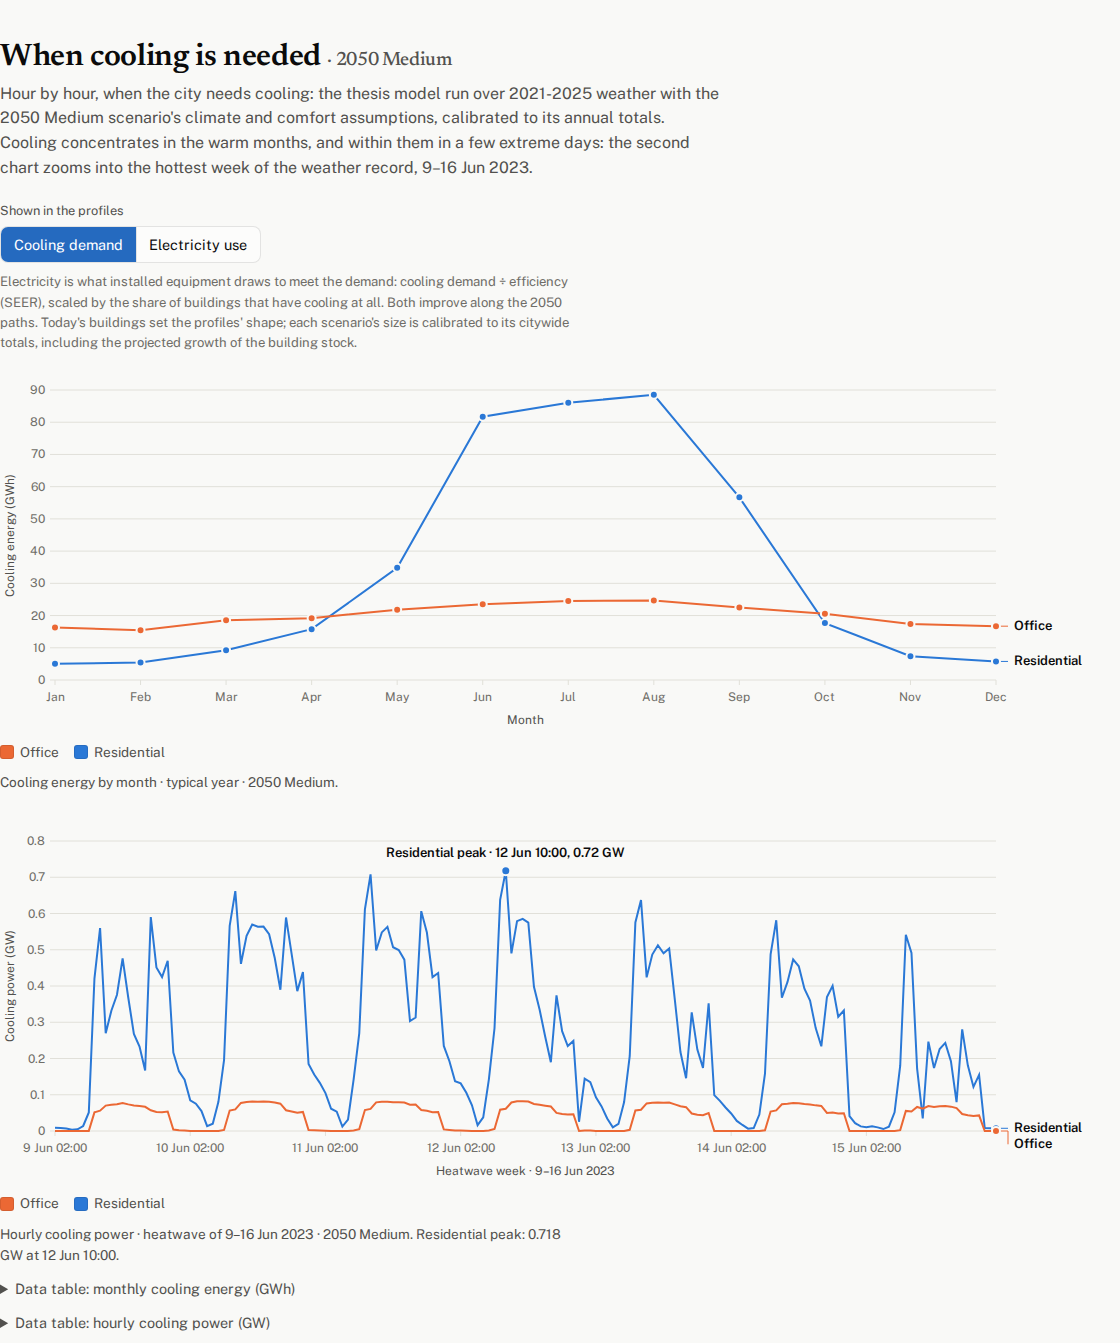 When cooling is needed · 2050 Medium
Hour by hour, when the city needs cooling: the thesis model run over 2021-2025 weather with the
2050 Medium scenario's climate and comfort assumptions, calibrated to its annual totals.
Cooling concentrates in the warm months, and within them in a few extreme days: the second
chart zooms into the hottest week of the weather record, 9–16 Jun 2023.
Shown in the profiles
Cooling demand Electricity use
Electricity is what installed equipment draws to meet the demand: cooling demand ÷ efficiency
(SEER), scaled by the share of buildings that have cooling at all. Both improve along the 2050
paths. Today's buildings set the profiles' shape; each scenario's size is calibrated to its citywide
totals, including the projected growth of the building stock.
90
80
70
60
50
40
30
20
10
0
Cooling energy (GWh)
Office
Residential
Jan Feb Mar Apr May Jun Jul Aug Sep Oct Nov Dec
Month
Office Residential
Cooling energy by month · typical year · 2050 Medium.
0.8
0.7
0.6
0.5
0.4
0.3
0.2
0.1
0
Cooling power (GW)
Residential peak · 12 Jun 10:00, 0.72 GW
Residential
Office
9 Jun 02:00 10 Jun 02:00 11 Jun 02:00 12 Jun 02:00 13 Jun 02:00 14 Jun 02:00 15 Jun 02:00
Heatwave week · 9–16 Jun 2023
Office Residential
Hourly cooling power · heatwave of 9–16 Jun 2023 · 2050 Medium. Residential peak: 0.718
GW at 12 Jun 10:00.
Data table: monthly cooling energy (GWh)
Data table: hourly cooling power (GW)